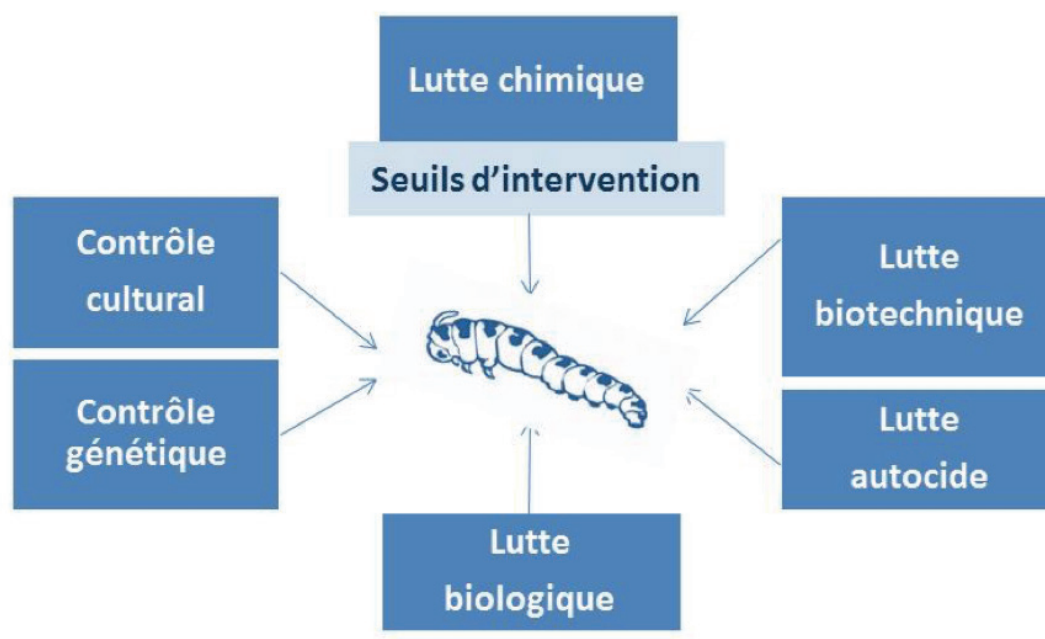 Lutte chimique
Seuils d'intervention
Contrôle
cultural
Lutte
biotechnique
Contrôle
génétique
Lutte
autocide
Lutte
biologique